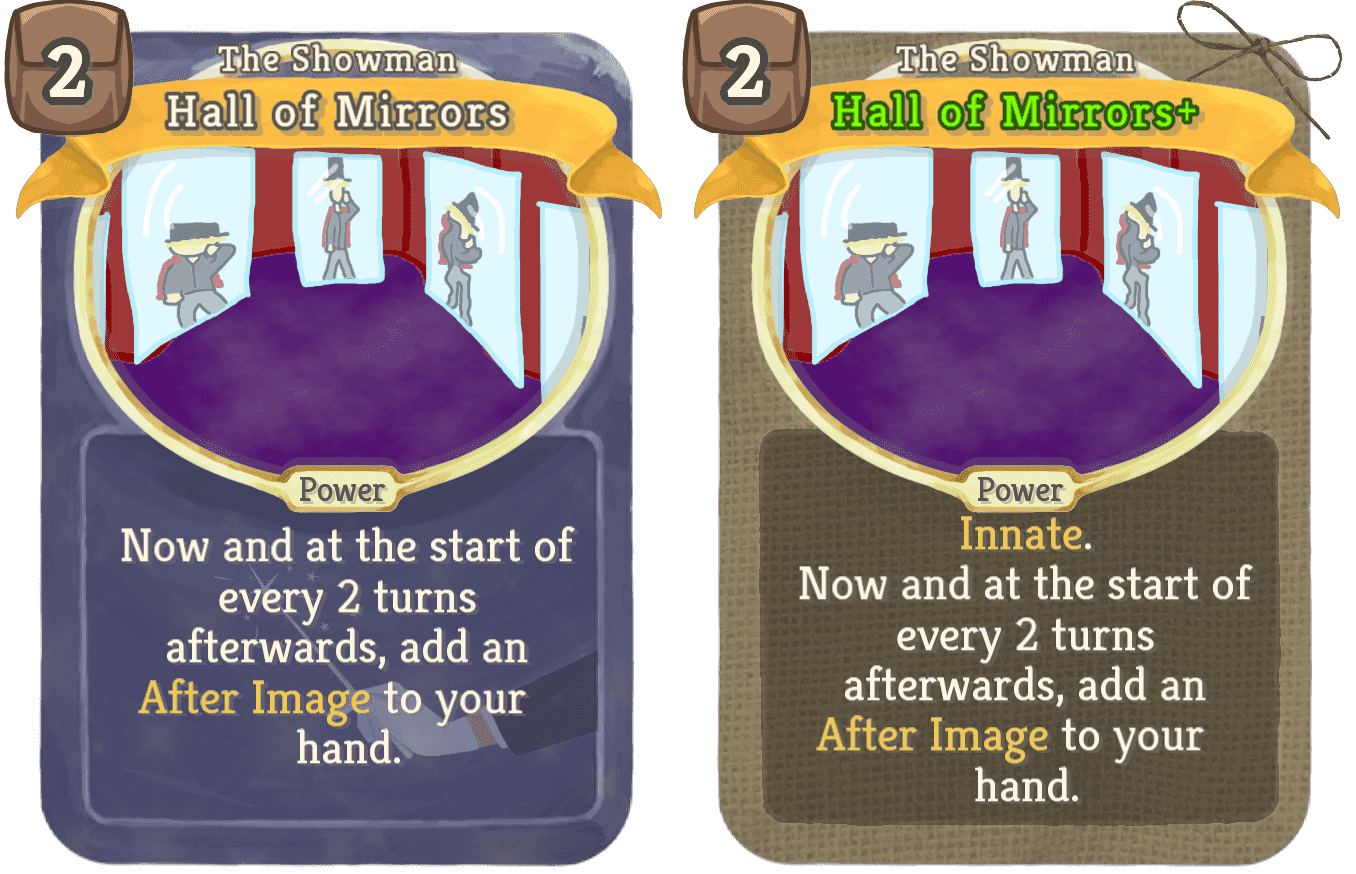 2
The Showman
Hall of Mirrors
Power
Now and at the start of
every 2 turns
afterwards, add an
After Image to your
hand.
2
The Showman
Hall of Mirrors+
Power
Innate.
Now and at the start of
every 2 turns
afterwards, add an
After Image to your
hand.